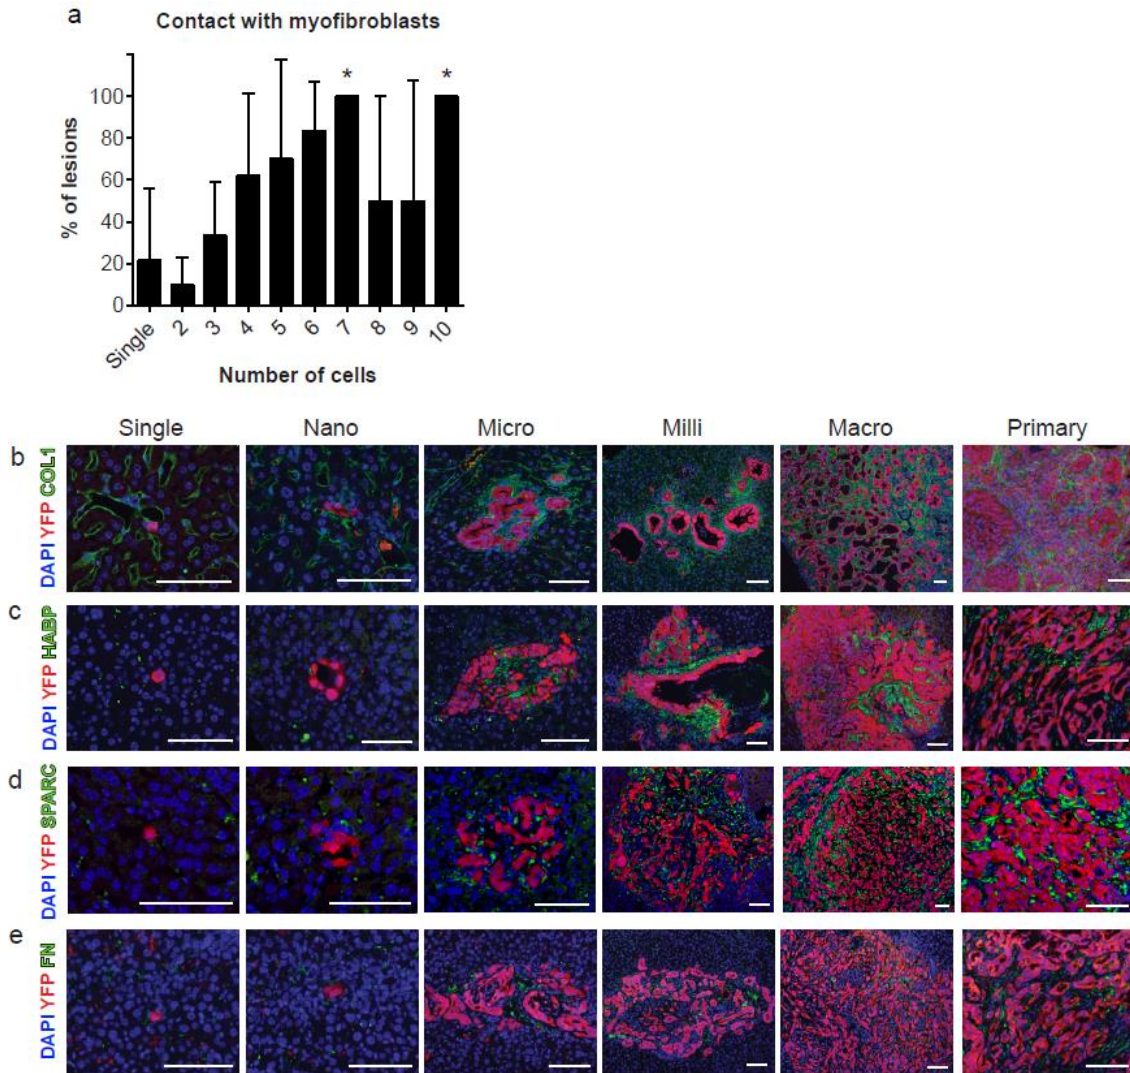 a
Contact with myofibroblasts
% of lesions
100
80
60
40
20
0
* *
Single 2 3 4 5 6 7 8 9 10
Number of cells
Single Nano Micro Milli Macro Primary
b
DAPI YFP COL1
c
DAPI YFP HABP
d
DAPI YFP SPARC
e
DAPI YFP FN